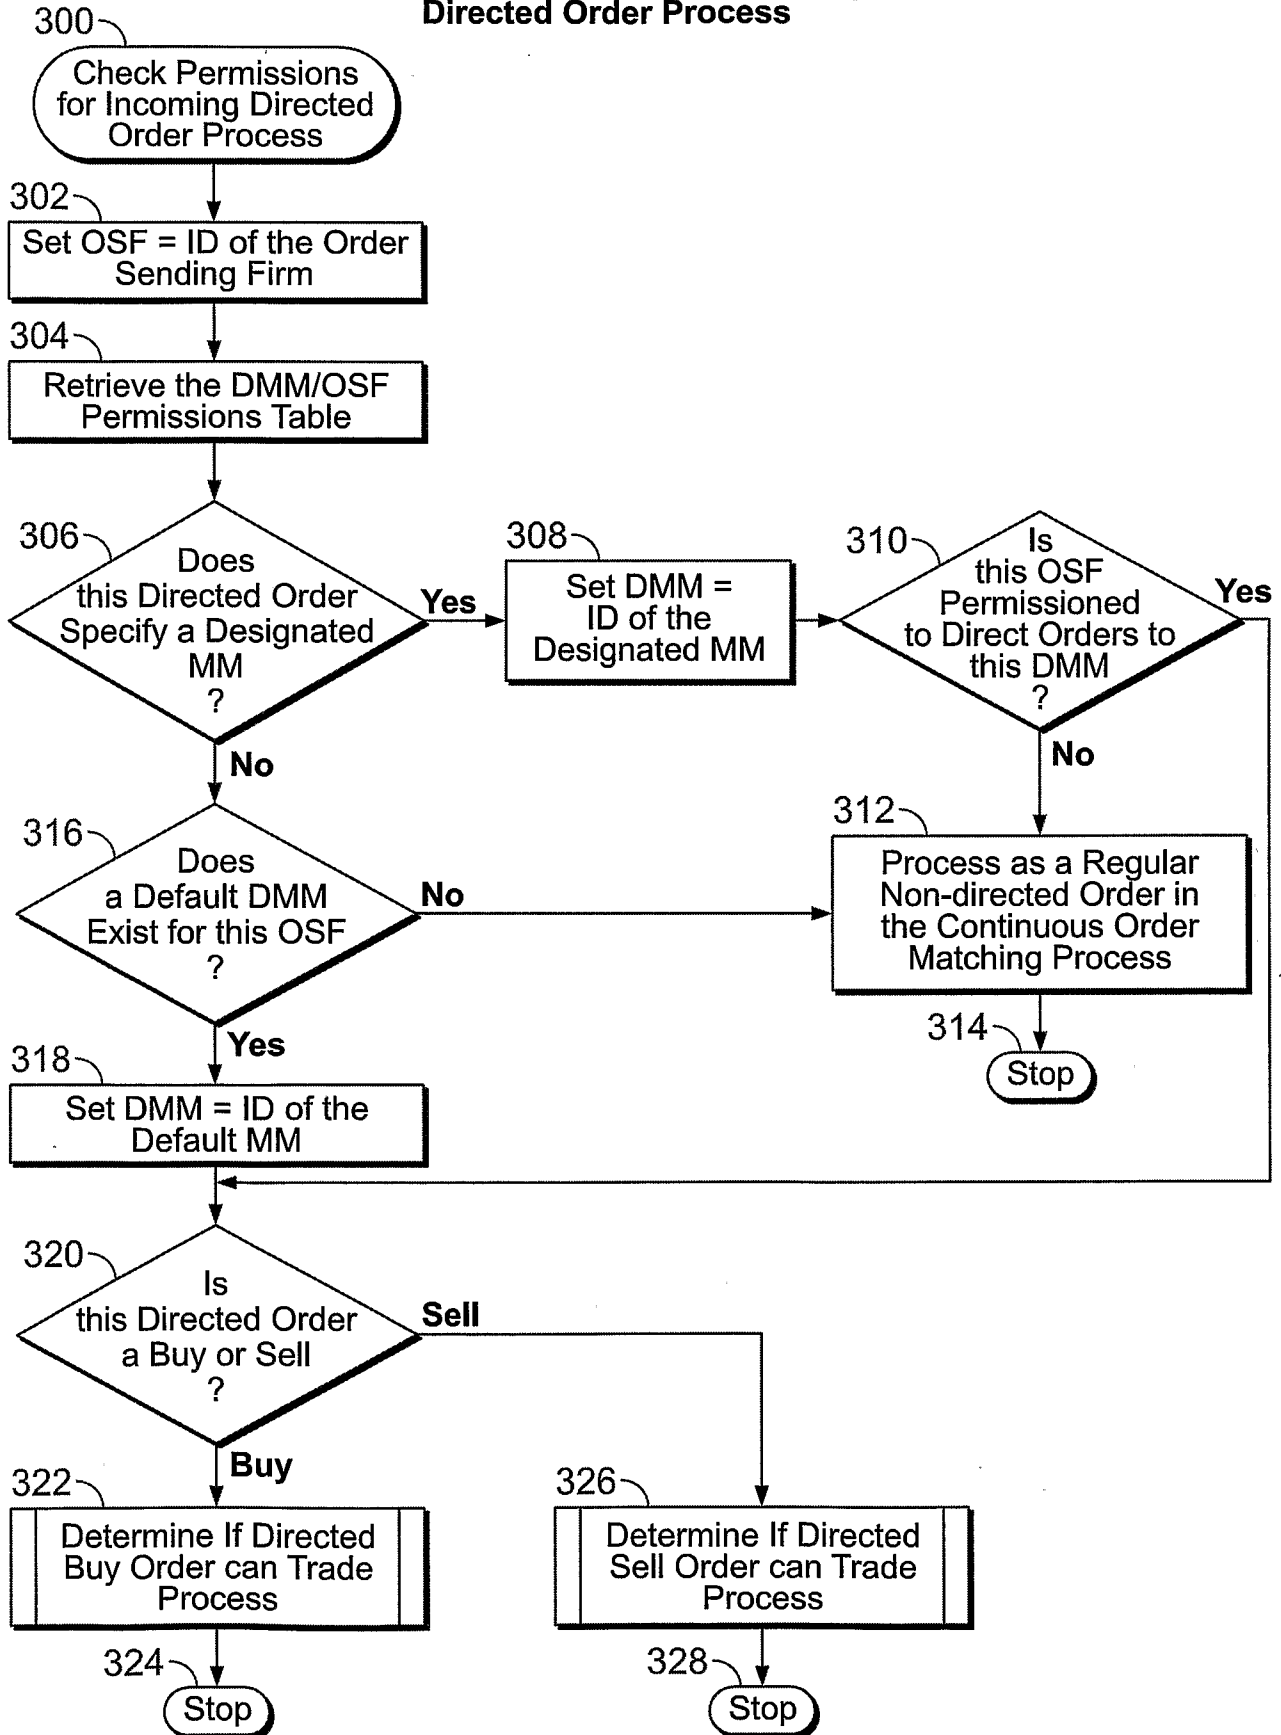 Directed Order Process
300
Check Permissions
for Incoming Directed
Order Process
302
Set OSF = ID of the Order
Sending Firm
304
Retrieve the DMM/OSF
Permissions Table
306
Does
this Directed Order
Specify a Designated
MM
?
Yes
No
308
Set DMM =
ID of the
Designated MM
310
Is
this OSF
Permissioned
to Direct Orders to
this DMM
?
Yes
No
312
Process as a Regular
Non-directed Order in
the Continuous Order
Matching Process
314
Stop
316
Does
a Default DMM
Exist for this OSF
?
No
Yes
318
Set DMM = ID of the
Default MM
320
Is
this Directed Order
a Buy or Sell
?
Sell
Buy
322
Determine If Directed
Buy Order can Trade
Process
324
Stop
326
Determine If Directed
Sell Order can Trade
Process
328
Stop